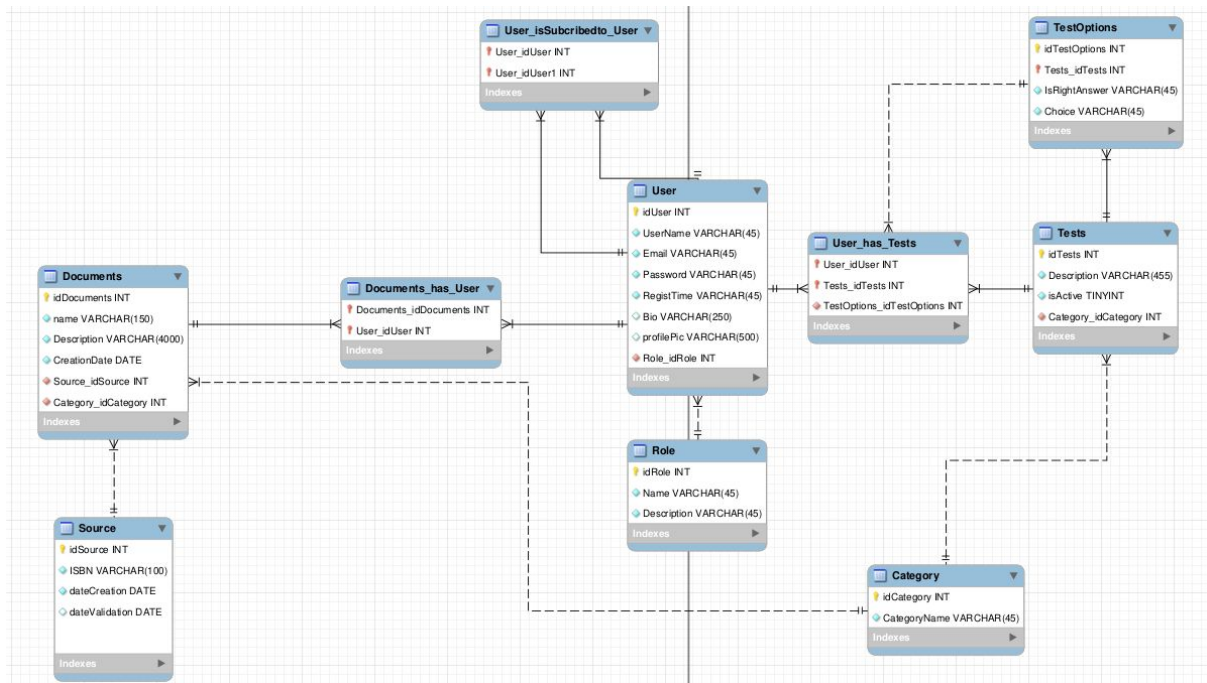 User_isSubcribedto_User
User_idUser INT
User_idUser1 INT
Indexes
TestOptions
idTestOptions INT
Tests_idTests INT
IsRightAnswer VARCHAR(45)
Choice VARCHAR(45)
Indexes
User
idUser INT
UserName VARCHAR(45)
Email VARCHAR(45)
Password VARCHAR(45)
RegistTime VARCHAR(45)
Bio VARCHAR(250)
profilePic VARCHAR(500)
Role_idRole INT
Indexes
User_has_Tests
User_idUser INT
Tests_idTests INT
TestOptions_idTestOptions INT
Indexes
Tests
idTests INT
Description VARCHAR(455)
isActive TINYINT
Category_idCategory INT
Indexes
Documents
idDocuments INT
name VARCHAR(150)
Description VARCHAR(4000)
CreationDate DATE
Source_idSource INT
Category_idCategory INT
Indexes
Documents_has_User
Documents_idDocuments INT
User_idUser INT
Indexes
Role
idRole INT
Name VARCHAR(45)
Description VARCHAR(45)
Indexes
Source
idSource INT
ISBN VARCHAR(100)
dateCreation DATE
dateValidation DATE
Indexes
Category
idCategory INT
CategoryName VARCHAR(45)
Indexes